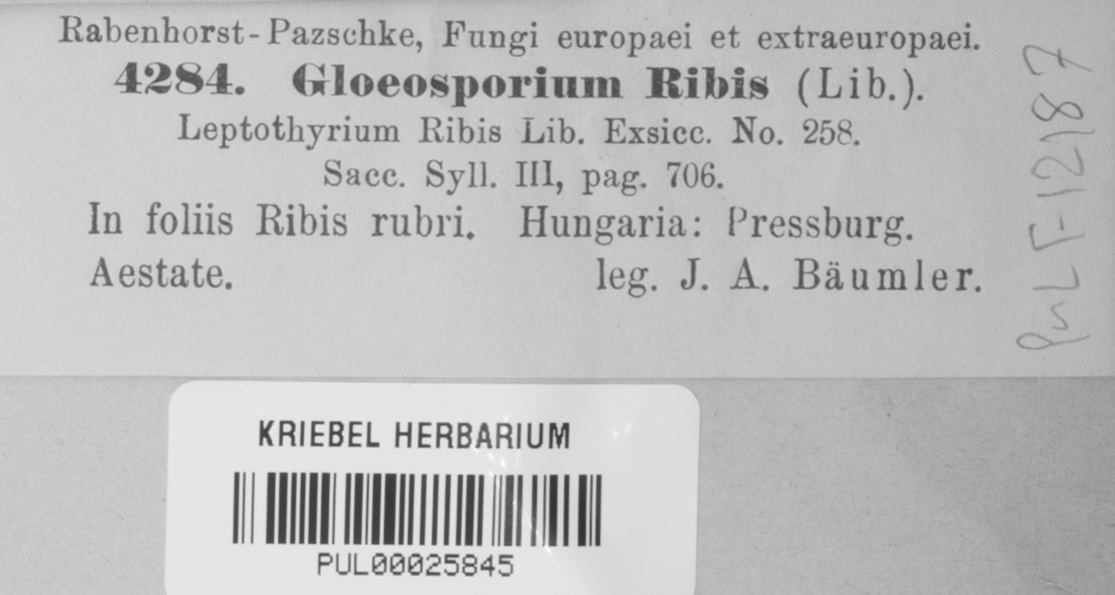 Rabenhorst-Pazschke, Fungi europaei et extraeuropaei.
4284. Gloeosporium Ribis (Lib.).
Leptothyrium Ribis Lib. Exsicc. No. 258.
Sacc. Syll. III, pag. 706.
In foliis Ribis rubri. Hungaria: Pressburg.
Aestate. leg. J. A. Bäumler.
PUL F-12187
KRIEBEL HERBARIUM
PUL00025845